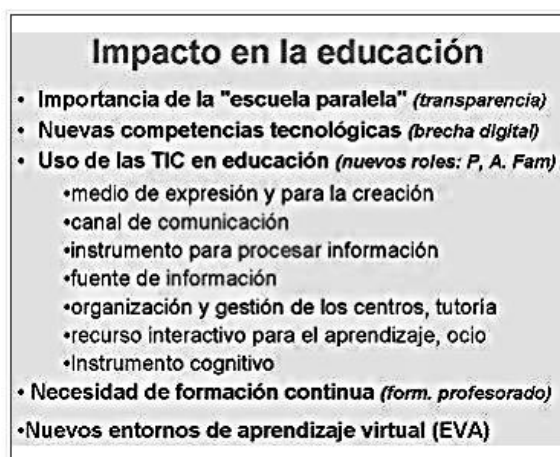 Impacto en la educación
• Importancia de la "escuela paralela" (transparencia)
• Nuevas competencias tecnológicas (brecha digital)
• Uso de las TIC en educación (nuevos roles: P, A. Fam)
•medio de expresión y para la creación
•canal de comunicación
•instrumento para procesar información
•fuente de información
•organización y gestión de los centros, tutoría
•recurso interactivo para el aprendizaje, ocio
•Instrumento cognitivo
• Necesidad de formación continua (form. profesorado)
•Nuevos entornos de aprendizaje virtual (EVA)